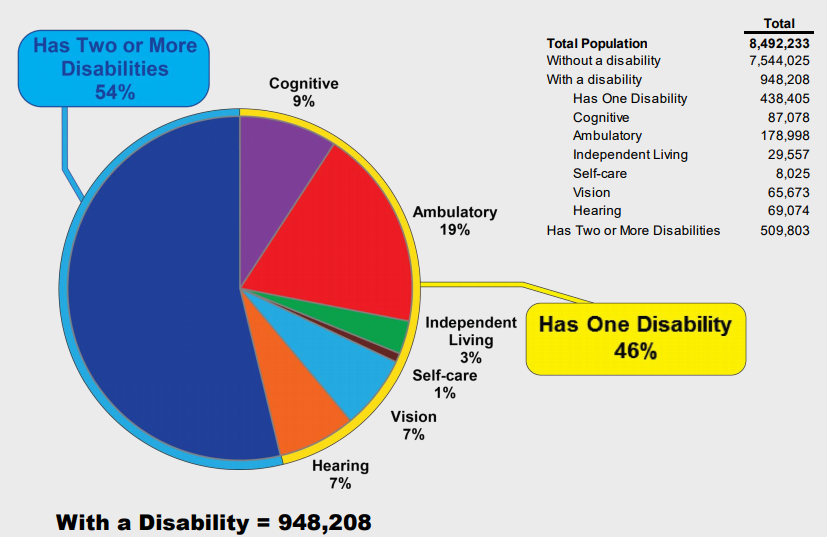 Has Two or More
Disabilities
54%
Cognitive
9%
Ambulatory
19%
Independent
Living
3%
Self-care
1%
Vision
7%
Hearing
7%
Has One Disability
46%
Total
Total Population 8,492,233
Without a disability 7,544,025
With a disability 948,208
Has One Disability 438,405
Cognitive 87,078
Ambulatory 178,998
Independent Living 29,557
Self-care 8,025
Vision 65,673
Hearing 69,074
Has Two or More Disabilities 509,803
With a Disability = 948,208